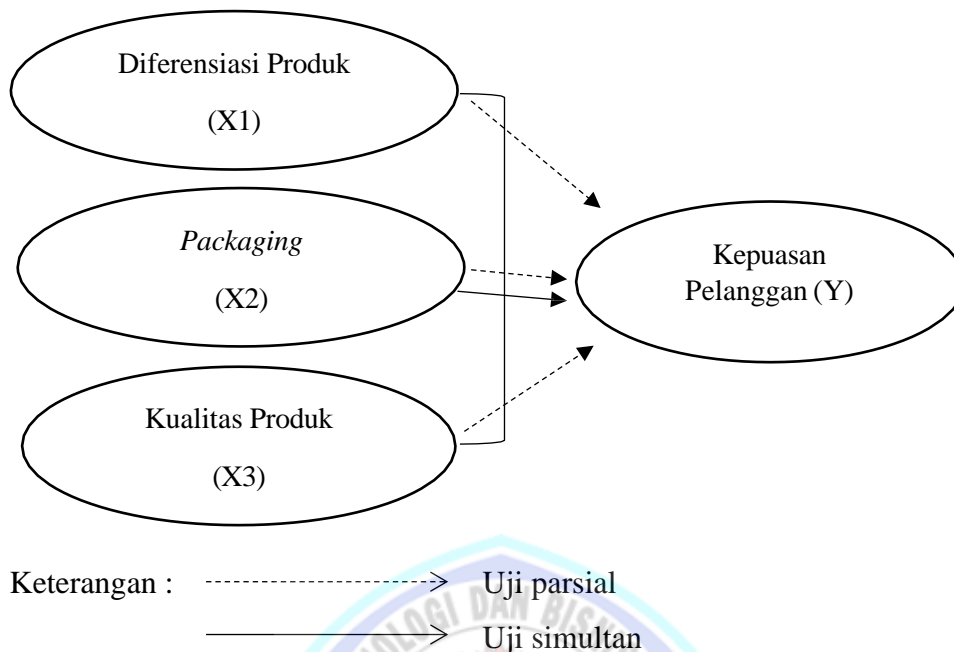 Diferensiasi Produk
(X1)
Packaging
(X2)
Kualitas Produk
(X3)
Kepuasan
Pelanggan (Y)
Keterangan :
Uji parsial
Uji simultan